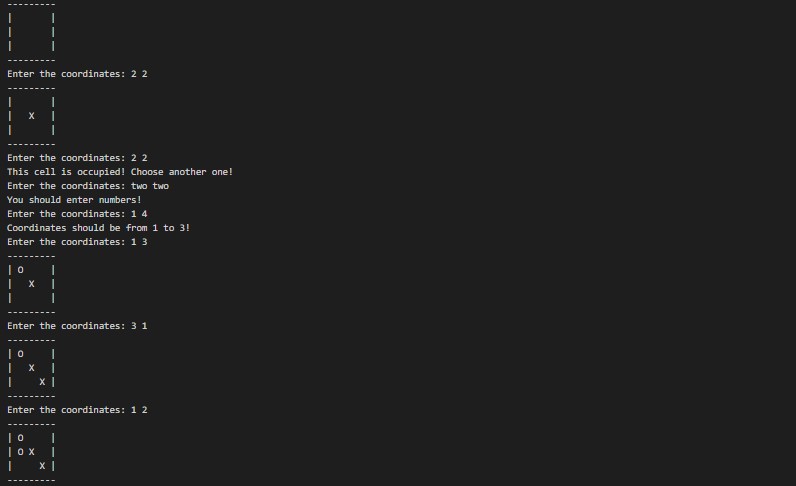 ---------
|       |
|       |
|       |
---------
Enter the coordinates: 2 2
---------
|       |
|   X   |
|       |
---------
Enter the coordinates: 2 2
This cell is occupied! Choose another one!
Enter the coordinates: two two
You should enter numbers!
Enter the coordinates: 1 4
Coordinates should be from 1 to 3!
Enter the coordinates: 1 3
---------
| O     |
|   X   |
|       |
---------
Enter the coordinates: 3 1
---------
| O     |
|   X   |
|     X |
---------
Enter the coordinates: 1 2
---------
| O     |
| O X   |
|     X |
---------